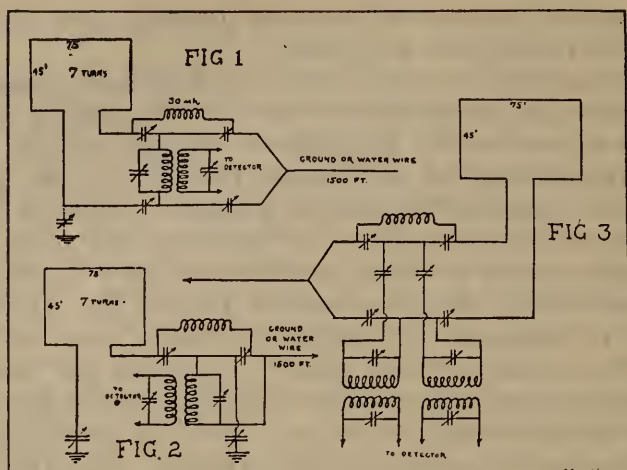 75'
FIG 1
45'
7 TURNS
30 mh
TO
DETECTOR
GROUND OR WATER WIRE
1500 FT.
75'
45'
FIG 3
75'
45'
7 TURNS.
GROUND
OR WATER
WIRE
1500 FT.
TO
DETECTOR
FIG. 2
TO DETECTOR